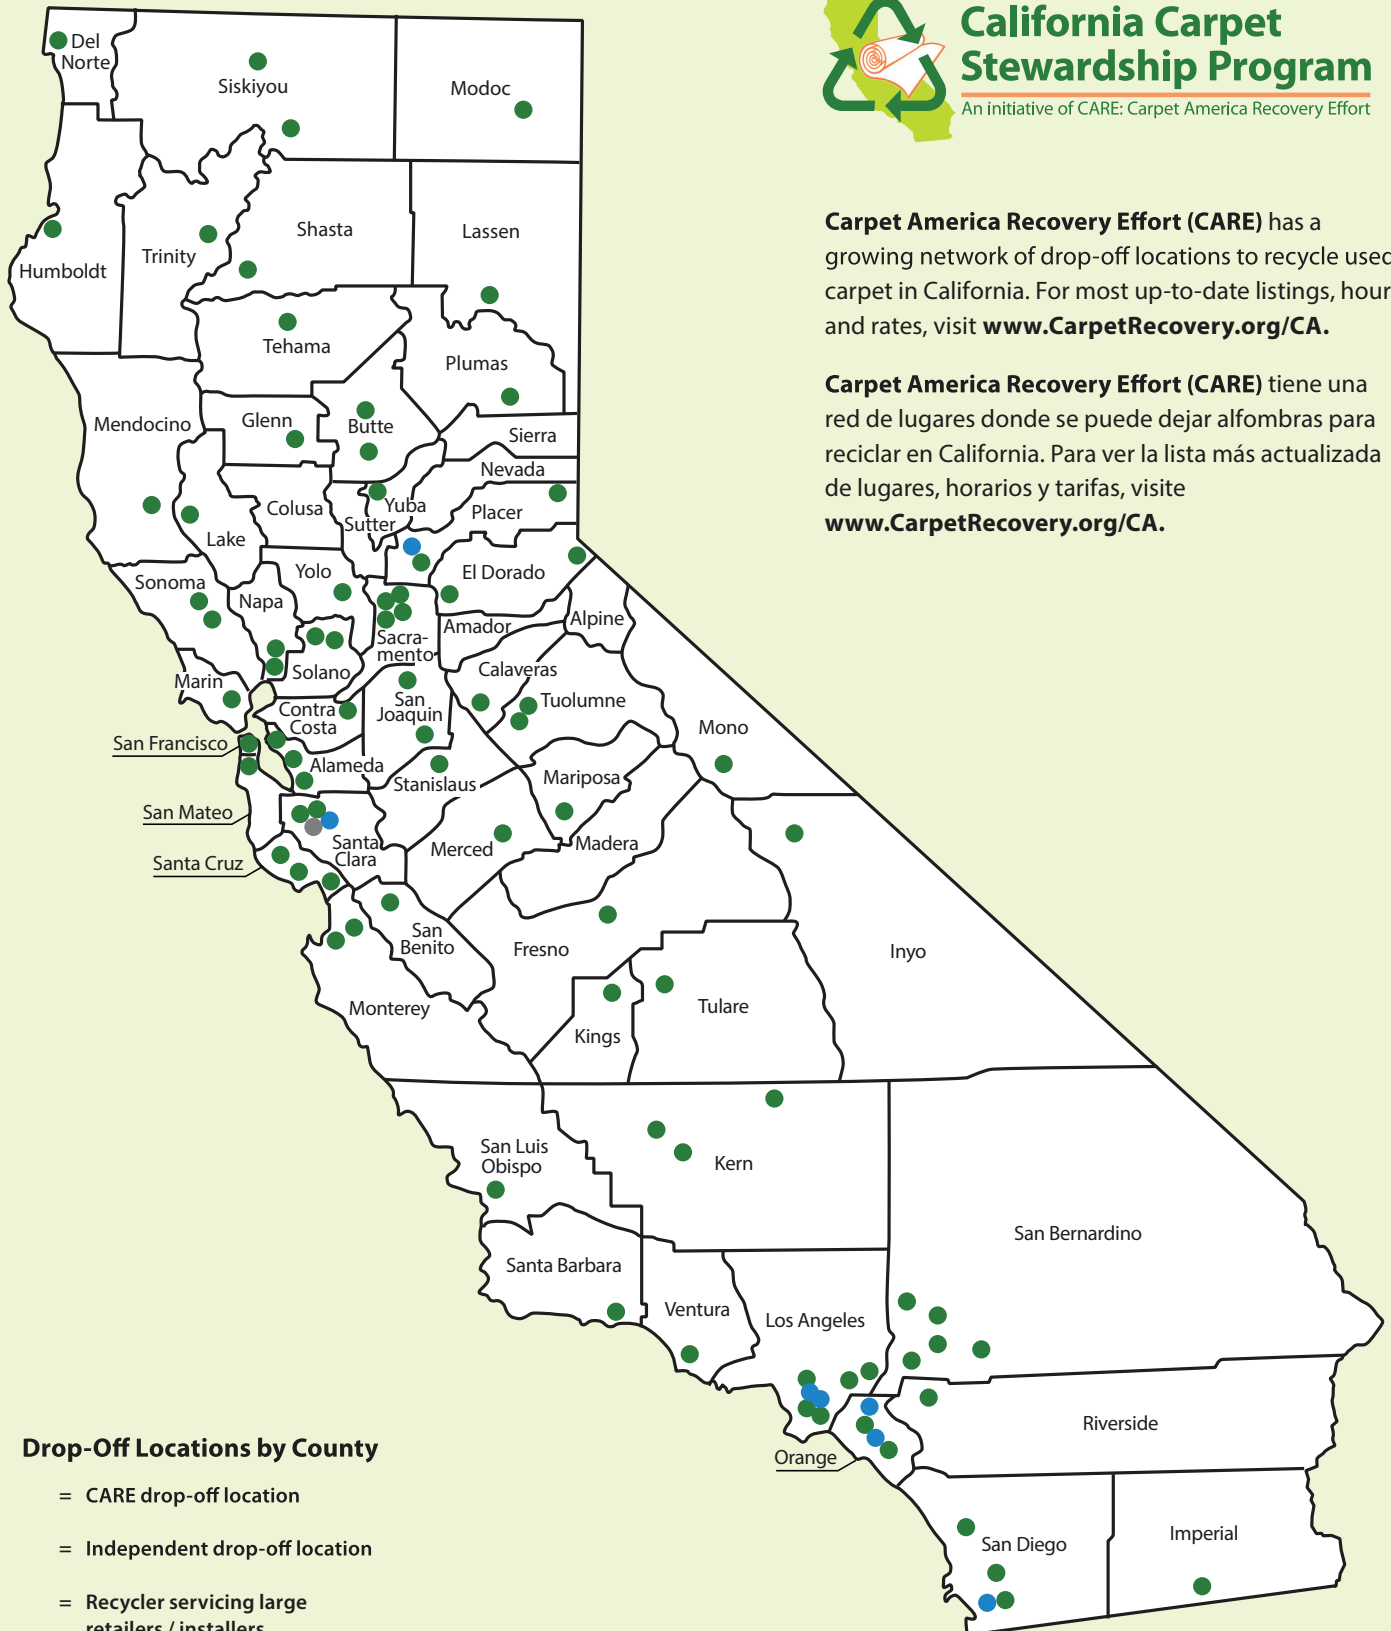 California Carpet
Stewardship Program
An initiative of CARE: Carpet America Recovery Effort
Carpet America Recovery Effort (CARE) has a
growing network of drop-off locations to recycle used
carpet in California. For most up-to-date listings, hour
and rates, visit www.CarpetRecovery.org/CA.
Carpet America Recovery Effort (CARE) tiene una
red de lugares donde se puede dejar alfombras para
reciclar en California. Para ver la lista más actualizada
de lugares, horarios y tarifas, visite
www.CarpetRecovery.org/CA.
Del
Norte
Siskiyou
Modoc
Humboldt
Trinity
Shasta
Lassen
Tehama
Plumas
Mendocino
Glenn
Butte
Sierra
Nevada
Colusa
Yuba
Sutter
Placer
Lake
El Dorado
Sonoma
Yolo
Napa
Alpine
Amador
Sacra-
mento
Solano
Marin
Calaveras
Tuolumne
Contra
Costa
San
Joaquin
Mono
San Francisco
Alameda
Stanislaus
Mariposa
San Mateo
Santa
Clara
Merced
Madera
Santa Cruz
San
Benito
Fresno
Inyo
Monterey
Kings
Tulare
San Luis
Obispo
Kern
San Bernardino
Santa Barbara
Ventura
Los Angeles
Riverside
Orange
San Diego
Imperial
Drop-Off Locations by County
= CARE drop-off location
= Independent drop-off location
= Recycler servicing large
retailers / installers